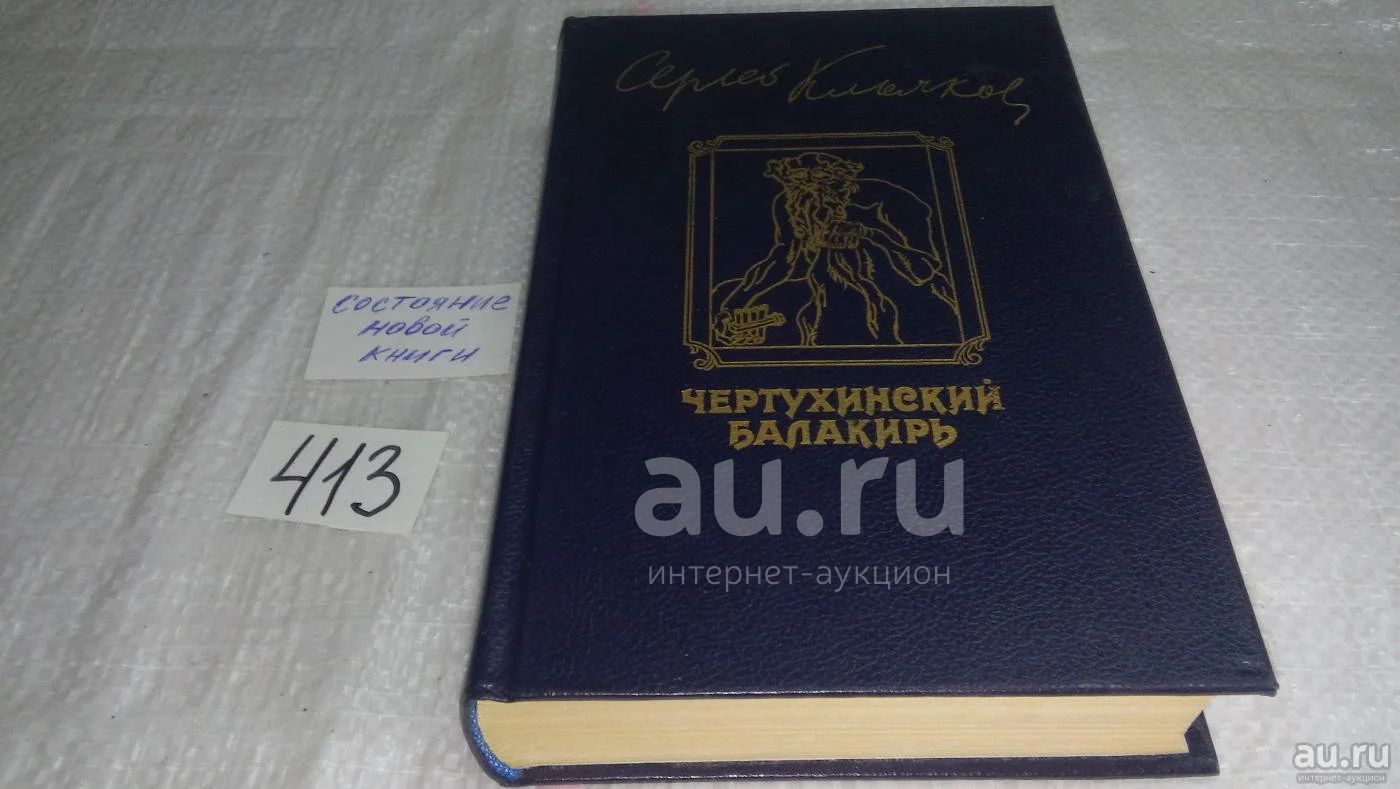 Сергей Клычков
ЧЕРТУХИНСКИЙ
БАЛАКИРЬ
состояние
новой
книги
413
au.ru
интернет-аукцион
au.ru
интернет-аукцион